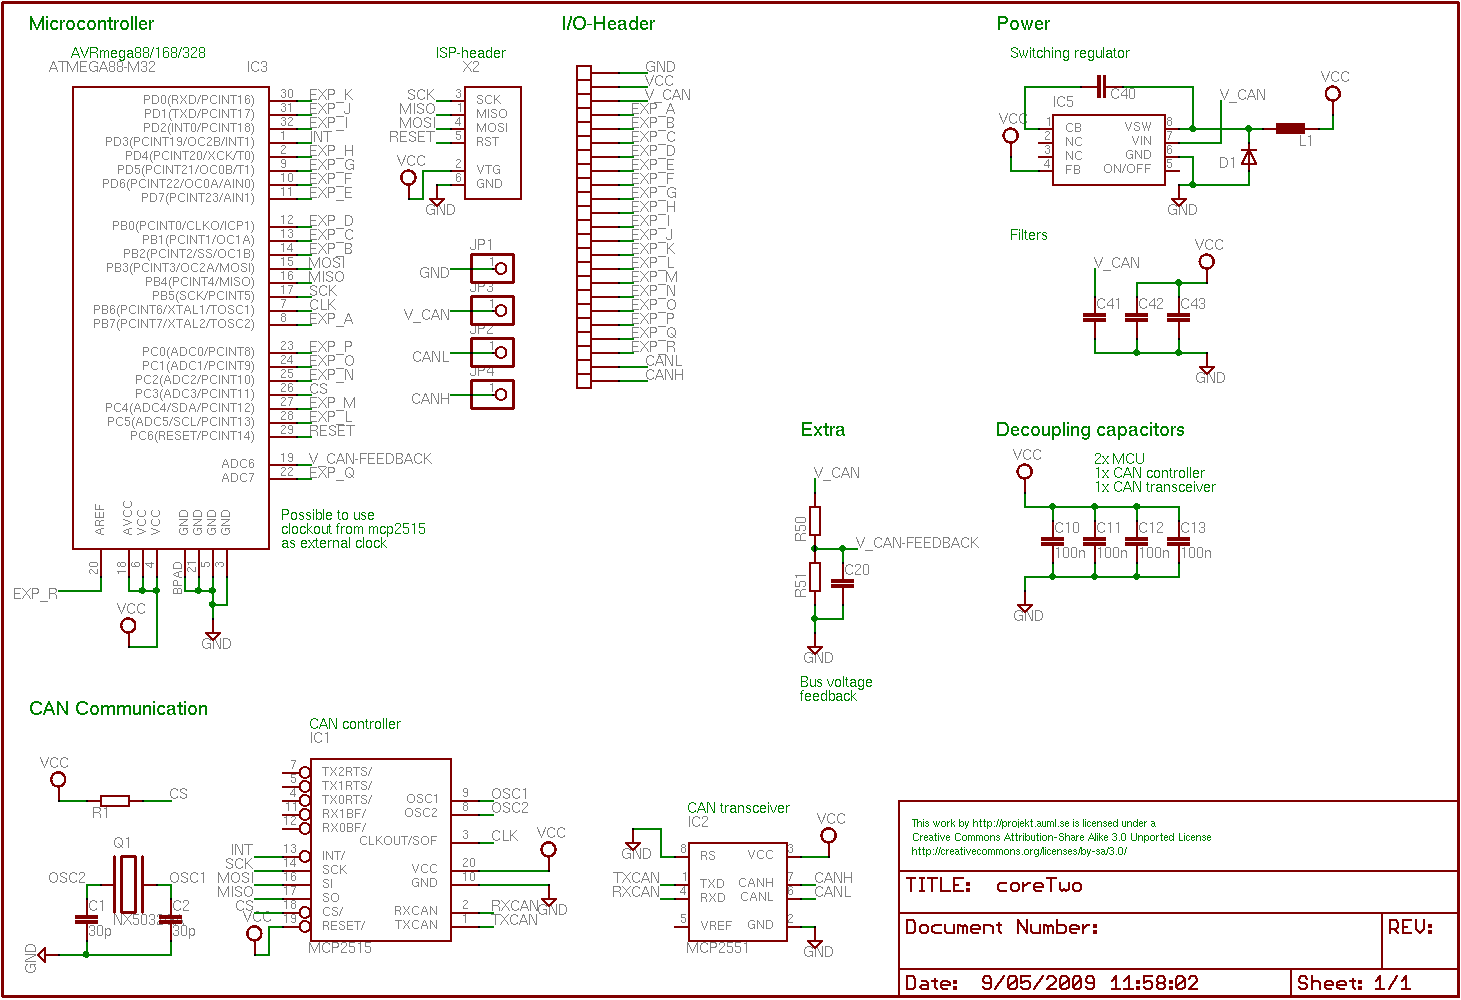 Microcontroller
AVRmega88/168/328
ATMEGA88-M32
IC3
PD0(RXD/PCINT16) 30 EXP_K
PD1(TXD/PCINT17) 31 EXP_J
PD2(INT0/PCINT18) 32 EXP_I
PD3(PCINT19/OC2B/INT1) 1 INT
PD4(PCINT20/XCK/T0) 2 EXP_H
PD5(PCINT21/OC0B/T1) 9 EXP_G
PD6(PCINT22/OC0A/AIN0) 10 EXP_F
PD7(PCINT23/AIN1) 11 EXP_E
PB0(PCINT0/CLKO/ICP1) 12 EXP_D
PB1(PCINT1/OC1A) 13 EXP_C
PB2(PCINT2/SS/OC1B) 14 EXP_B
PB3(PCINT3/OC2A/MOSI) 15 MOSI
PB4(PCINT4/MISO) 16 MISO
PB5(SCK/PCINT5) 17 SCK
PB6(PCINT6/XTAL1/TOSC1) 7 CLK
PB7(PCINT7/XTAL2/TOSC2) 8 EXP_A
PC0(ADC0/PCINT8) 23 EXP_P
PC1(ADC1/PCINT9) 24 EXP_O
PC2(ADC2/PCINT10) 25 EXP_N
PC3(ADC3/PCINT11) 26 CS
PC4(ADC4/SDA/PCINT12) 27 EXP_M
PC5(ADC5/SCL/PCINT13) 28 EXP_L
PC6(RESET/PCINT14) 29 RESET
ADC6 19 V_CAN-FEEDBACK
ADC7 22 EXP_Q
AREF AVCC VCC VCC GND GND GND GND
20 18 6 4 BPAD 21 5 3
EXP_R
VCC
GND
Possible to use
clockout from mcp2515
as external clock
ISP-header
X2
SCK 3 SCK
MISO 1 MISO
MOSI 4 MOSI
RESET 5 RST
VCC 2 VTG
6 GND
GND
JP1
GND 1
JP3
V_CAN 1
JP2
CANL 1
JP4
CANH 1
I/O-Header
GND
VCC
V_CAN
EXP_A
EXP_B
EXP_C
EXP_D
EXP_E
EXP_F
EXP_G
EXP_H
EXP_I
EXP_J
EXP_K
EXP_L
EXP_M
EXP_N
EXP_O
EXP_P
EXP_Q
EXP_R
CANL
CANH
Power
Switching regulator
C40
IC5
VCC
V_CAN
VCC
1 CB VSW 8
2 NC VIN 7
3 NC GND 6
4 FB ON/OFF 5
D1
L1
GND
Filters
V_CAN
VCC
C41 C42 C43
GND
Extra
V_CAN
R50
V_CAN-FEEDBACK
R51
C20
GND
Bus voltage
feedback
Decoupling capacitors
VCC
2x MCU
1x CAN controller
1x CAN transceiver
C10 C11 C12 C13
100n 100n 100n 100n
GND
CAN Communication
VCC
R1
CS
Q1
OSC2 OSC1
C1 C2
30p 30p
GND
CAN controller
IC1
7 TX2RTS/
5 TX1RTS/
4 TX0RTS/
11 RX1BF/
12 RX0BF/
INT 13 INT/
SCK 14 SCK
MOSI 16 SI
MISO 17 SO
CS 18 CS/
VCC 19 RESET/
OSC1 9 OSC1
OSC2 8 OSC2
CLKOUT/SOF 3 CLK
VCC 20 VCC
GND 10 GND
RXCAN 2 RXCAN
TXCAN 1 TXCAN
MCP2515
CAN transceiver
IC2
GND 8 RS
TXCAN 1 TXD
RXCAN 4 RXD
5 VREF
VCC 3 VCC
CANH 7 CANH
CANL 6 CANL
GND 2 GND
MCP2551
This work by http://projekt.auml.se is licensed under a
Creative Commons Attribution-Share Alike 3.0 Unported License
http://creativecommons.org/licenses/by-sa/3.0/
TITLE: coreTwo
Document Number:
REV:
Date: 9/05/2009 11:58:02
Sheet: 1/1